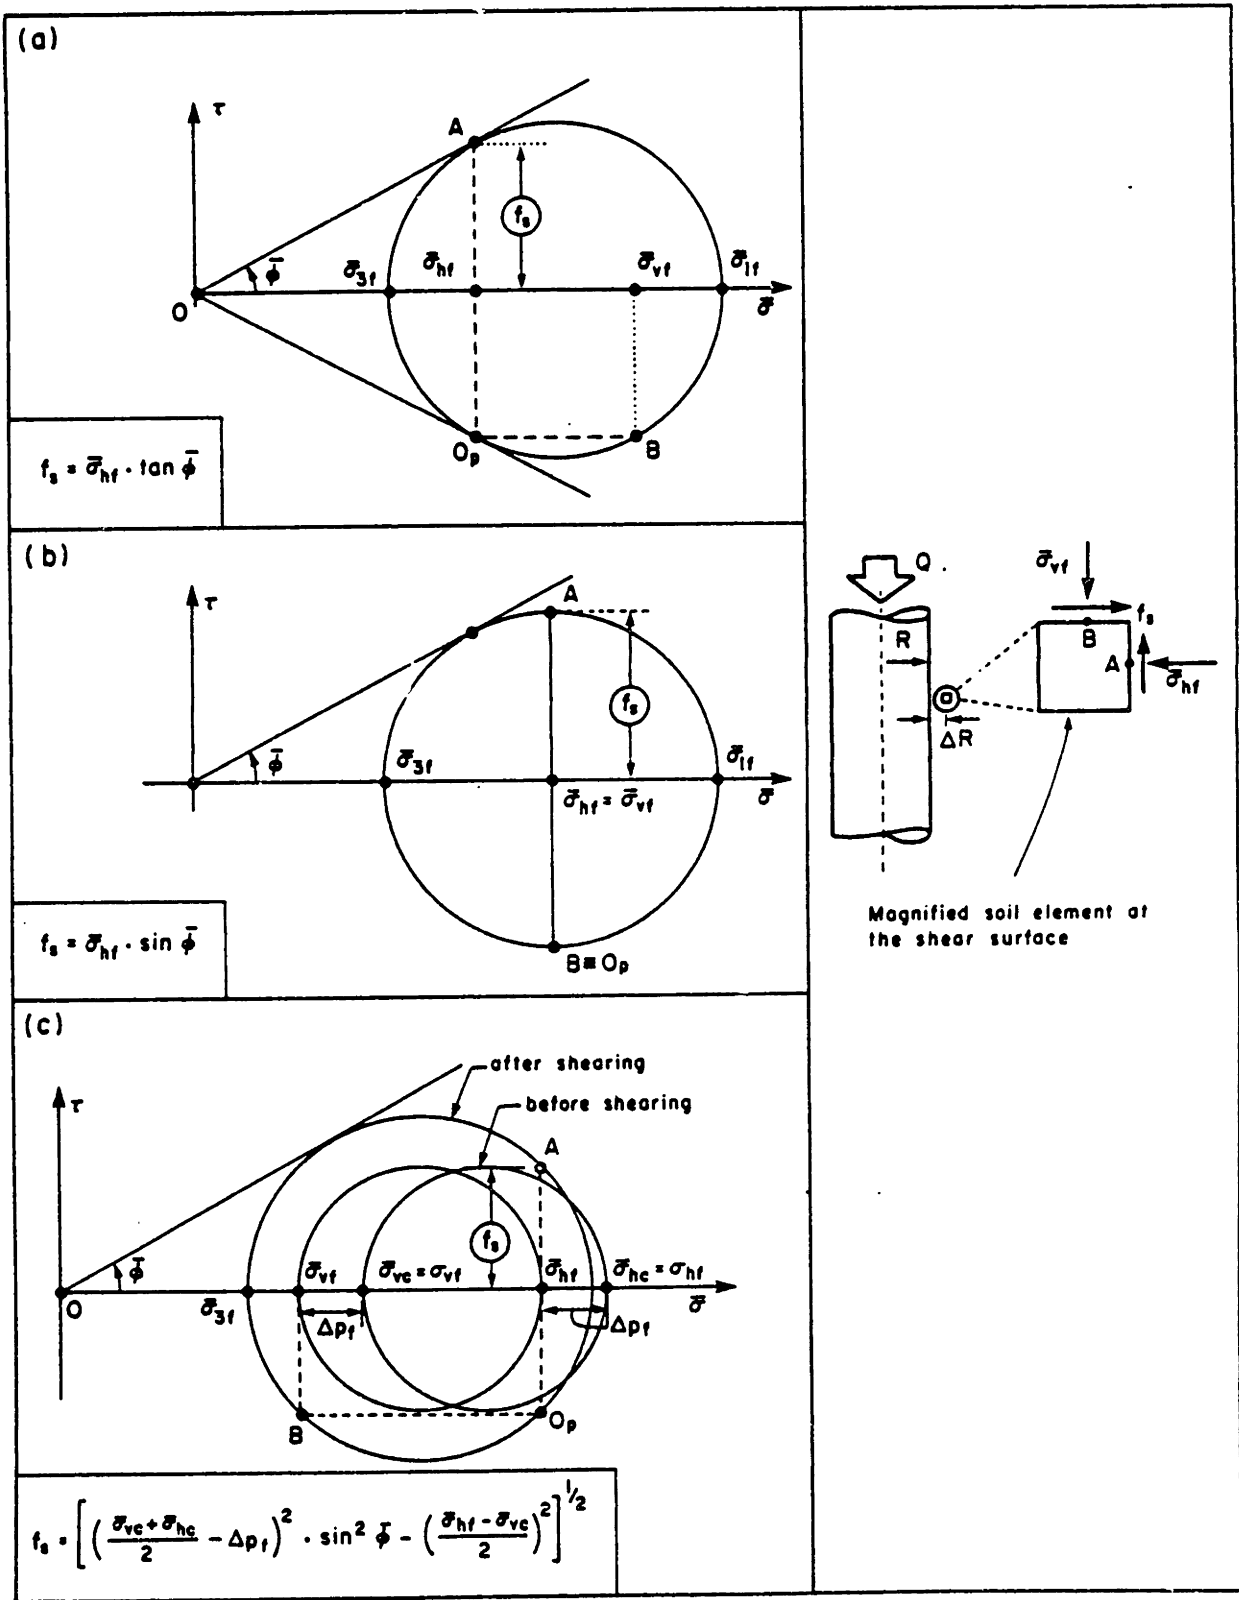 (a)
τ
A
f_s
φ̄
σ̄_3f
σ̄_hf
σ̄_vf
σ̄_1f
O
σ̄
O_p
B
f_s = σ̄_hf · tan φ̄
(b)
τ
A
f_s
φ̄
σ̄_3f
σ̄_1f
σ̄_hf = σ̄_vf
σ̄
B≡O_p
f_s = σ̄_hf · sin φ̄
Q
σ̄_vf
f_s
R
B
A
σ̄_hf
ΔR
Magnified soil element at
the shear surface
(c)
after shearing
before shearing
τ
A
f_s
φ̄
σ̄_vf
σ̄_vc = σ_vf
σ̄_hf
σ̄_hc = σ_hf
O
σ̄_3f
Δp_f
Δp_f
σ̄
B
O_p
f_s = [ ( (σ̄_vc + σ̄_hc)/2 − Δp_f )² · sin² φ̄ − ( (σ̄_hf − σ̄_vc)/2 )² ]^1/2